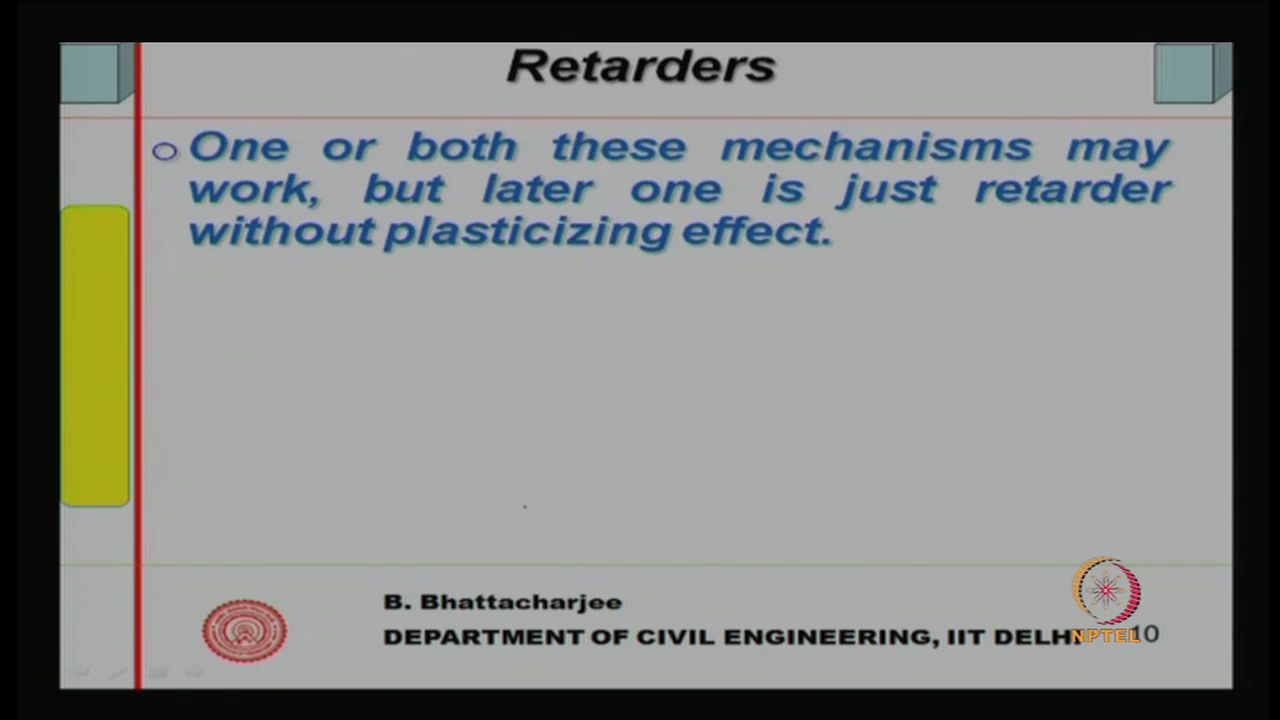 Retarders
One or both these mechanisms may
work, but later one is just retarder
without plasticizing effect.
B. Bhattacharjee
DEPARTMENT OF CIVIL ENGINEERING, IIT DELHI
NPTEL
10